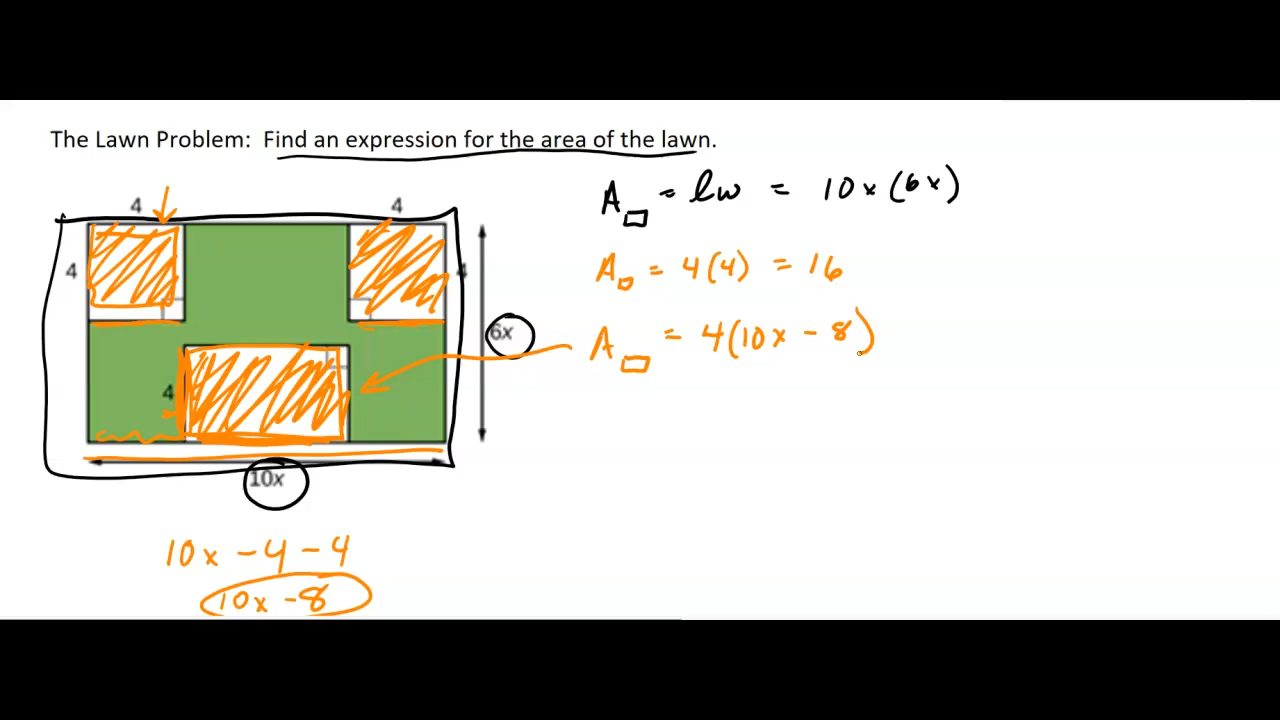 The Lawn Problem: Find an expression for the area of the lawn.
A▭ = lw = 10x(6x)
4 4
4 4
A▫ = 4(4) = 16
6x
A▭ = 4(10x - 8)
4
10x
10x - 4 - 4
10x - 8